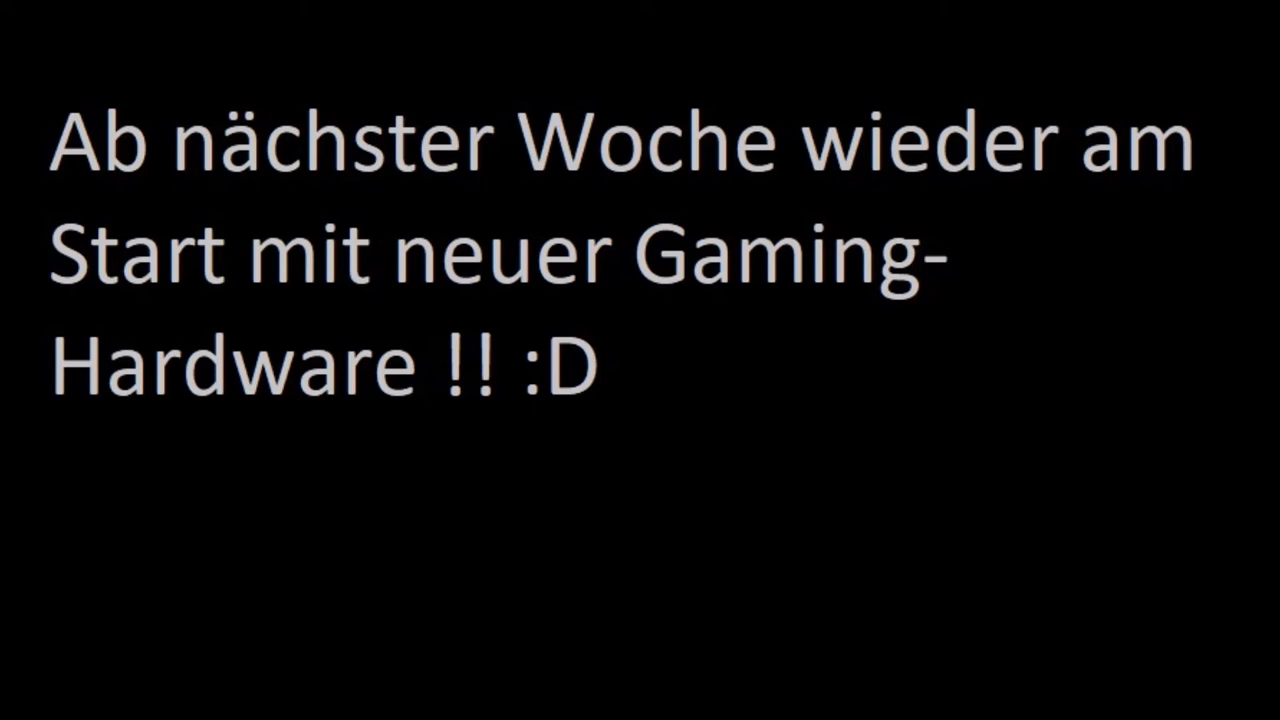 Ab nächster Woche wieder am
Start mit neuer Gaming-
Hardware !! :D